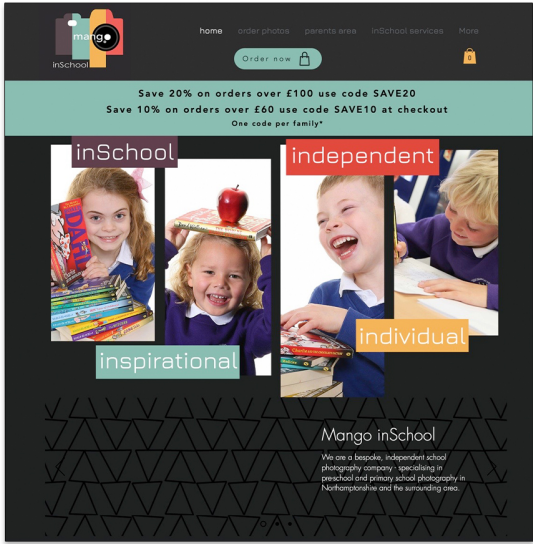 mango
inSchool
home order photos parents area inSchool services More
Order now
0
Save 20% on orders over £100 use code SAVE20
Save 10% on orders over £60 use code SAVE10 at checkout
One code per family*
inSchool
independent
individual
inspirational
Mango inSchool
We are a bespoke, independent school
photography company - specialising in
pre-school and primary school photography in
Northamptonshire and the surrounding area.